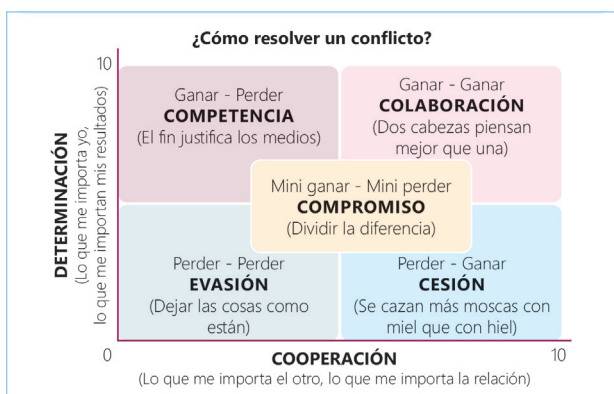 ¿Cómo resolver un conflicto?
10
DETERMINACIÓN
(Lo que me importa yo,
lo que me importan mis resultados)
Ganar - Perder
COMPETENCIA
(El fin justifica los medios)
Ganar - Ganar
COLABORACIÓN
(Dos cabezas piensan
mejor que una)
Mini ganar - Mini perder
COMPROMISO
(Dividir la diferencia)
Perder - Perder
EVASIÓN
(Dejar las cosas como
están)
Perder - Ganar
CESIÓN
(Se cazan más moscas con
miel que con hiel)
0
COOPERACIÓN
10
(Lo que me importa el otro, lo que me importa la relación)